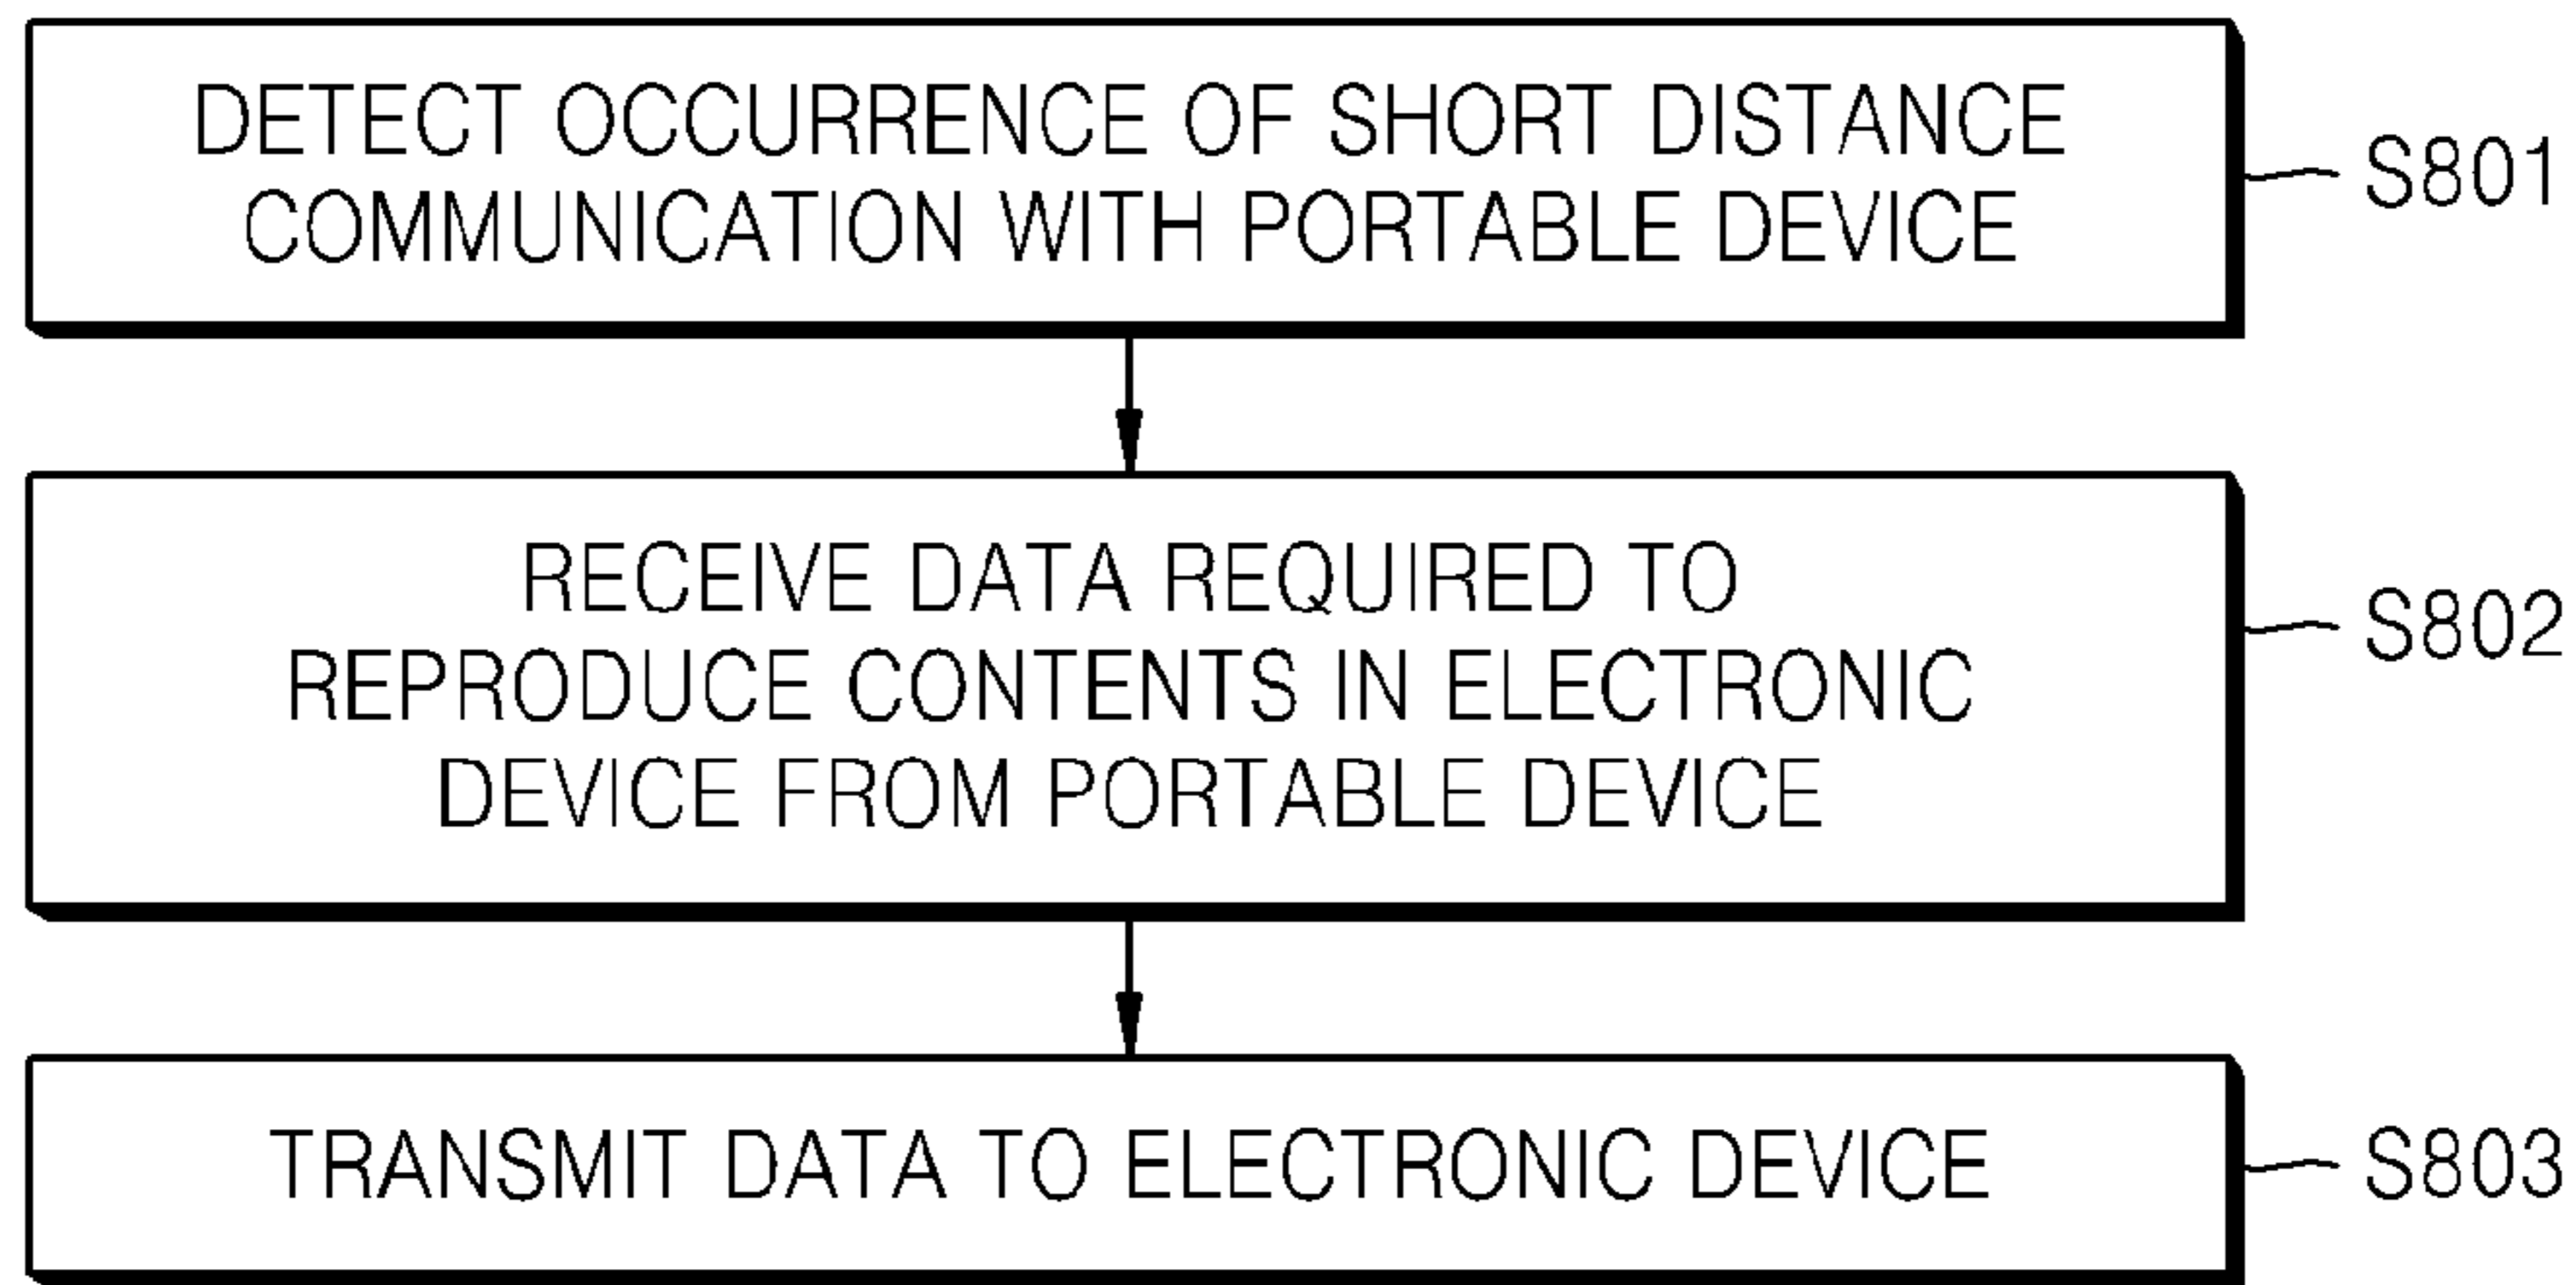 DETECT OCCURRENCE OF SHORT DISTANCE
COMMUNICATION WITH PORTABLE DEVICE
S801
RECEIVE DATA REQUIRED TO
REPRODUCE CONTENTS IN ELECTRONIC
DEVICE FROM PORTABLE DEVICE
S802
TRANSMIT DATA TO ELECTRONIC DEVICE
S803